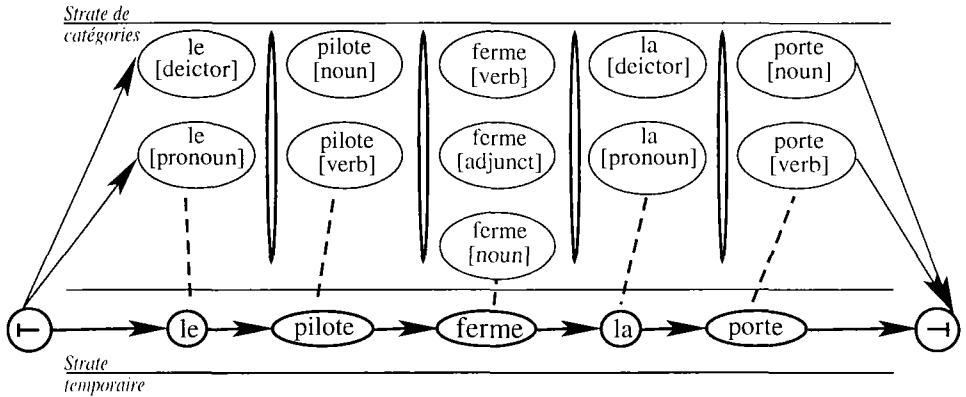 Strate de
catégories
le
[deictor]
pilote
[noun]
ferme
[verb]
la
[deictor]
porte
[noun]
le
[pronoun]
pilote
[verb]
ferme
[adjunct]
la
[pronoun]
porte
[verb]
ferme
[noun]
le
pilote
ferme
la
porte
Strate
temporaire